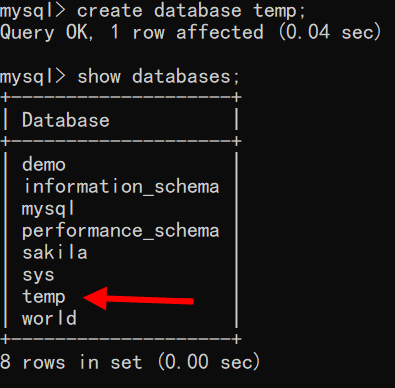 mysql> create database temp;
Query OK, 1 row affected (0.04 sec)
mysql> show databases;
+--------------------+
| Database           |
+--------------------+
| demo               |
| information_schema |
| mysql              |
| performance_schema |
| sakila             |
| sys                |
| temp               |
| world              |
+--------------------+
8 rows in set (0.00 sec)